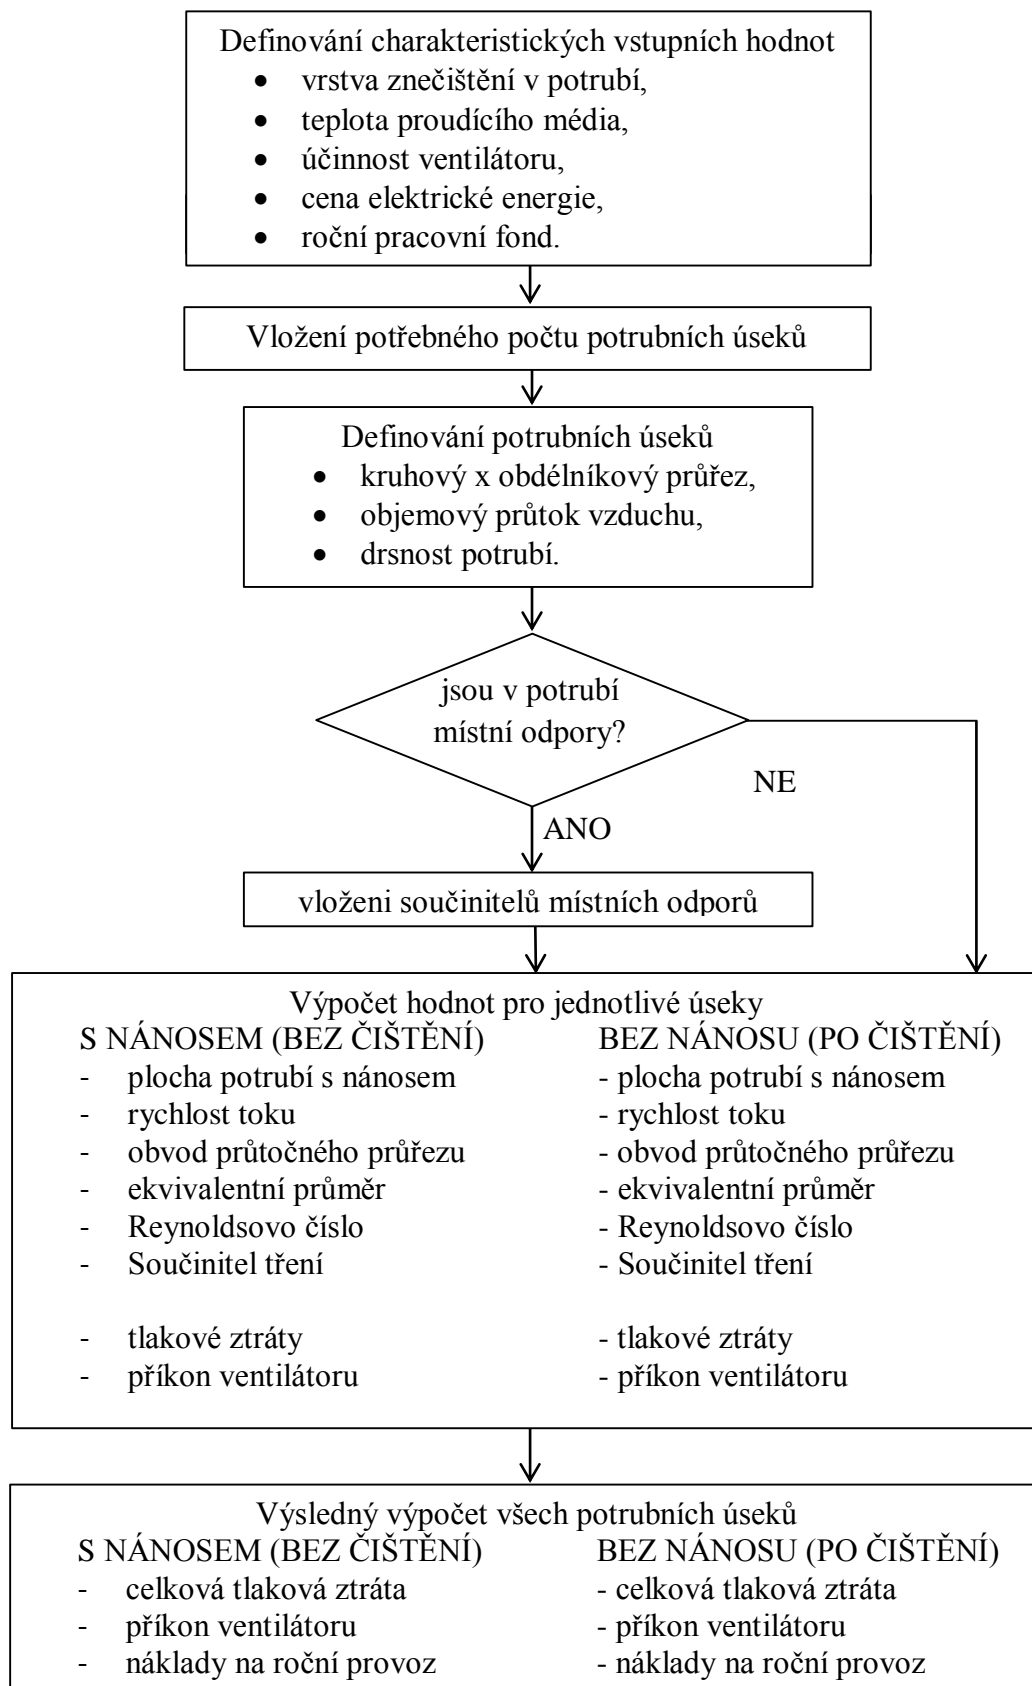 Definování charakteristických vstupních hodnot
• vrstva znečištění v potrubí,
• teplota proudícího média,
• účinnost ventilátoru,
• cena elektrické energie,
• roční pracovní fond.
Vložení potřebného počtu potrubních úseků
Definování potrubních úseků
• kruhový x obdélníkový průřez,
• objemový průtok vzduchu,
• drsnost potrubí.
jsou v potrubí
místní odpory?
NE
ANO
vloženi součinitelů místních odporů
Výpočet hodnot pro jednotlivé úseky
S NÁNOSEM (BEZ ČIŠTĚNÍ) BEZ NÁNOSU (PO ČIŠTĚNÍ)
- plocha potrubí s nánosem - plocha potrubí s nánosem
- rychlost toku - rychlost toku
- obvod průtočného průřezu - obvod průtočného průřezu
- ekvivalentní průměr - ekvivalentní průměr
- Reynoldsovo číslo - Reynoldsovo číslo
- Součinitel tření - Součinitel tření
- tlakové ztráty - tlakové ztráty
- příkon ventilátoru - příkon ventilátoru
Výsledný výpočet všech potrubních úseků
S NÁNOSEM (BEZ ČIŠTĚNÍ) BEZ NÁNOSU (PO ČIŠTĚNÍ)
- celková tlaková ztráta - celková tlaková ztráta
- příkon ventilátoru - příkon ventilátoru
- náklady na roční provoz - náklady na roční provoz